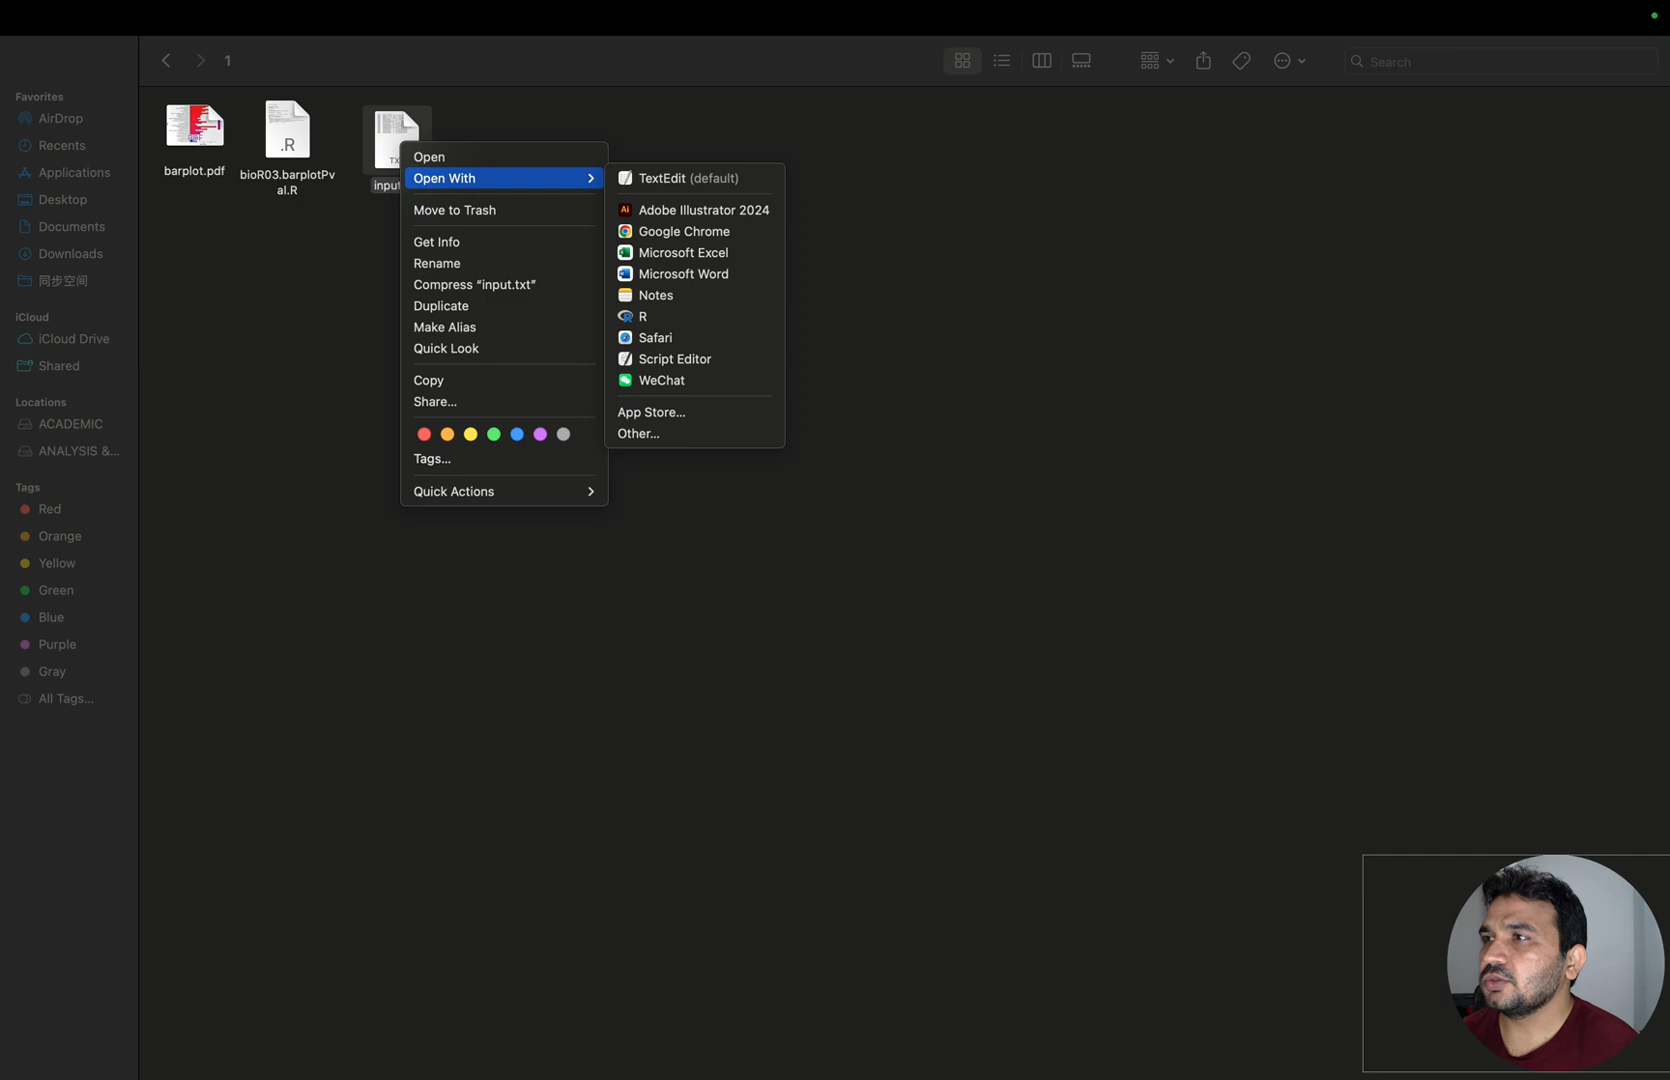 1
Search
Favorites
AirDrop
Recents
Applications
Desktop
Documents
Downloads
同步空间
iCloud
iCloud Drive
Shared
Locations
ACADEMIC
ANALYSIS &...
Tags
Red
Orange
Yellow
Green
Blue
Purple
Gray
All Tags...
barplot.pdf
.R
bioR03.barplotPv
al.R
TX
input
Open
Open With
Move to Trash
Get Info
Rename
Compress “input.txt”
Duplicate
Make Alias
Quick Look
Copy
Share...
Tags...
Quick Actions
TextEdit (default)
Ai Adobe Illustrator 2024
Google Chrome
Microsoft Excel
Microsoft Word
Notes
R
Safari
Script Editor
WeChat
App Store...
Other...